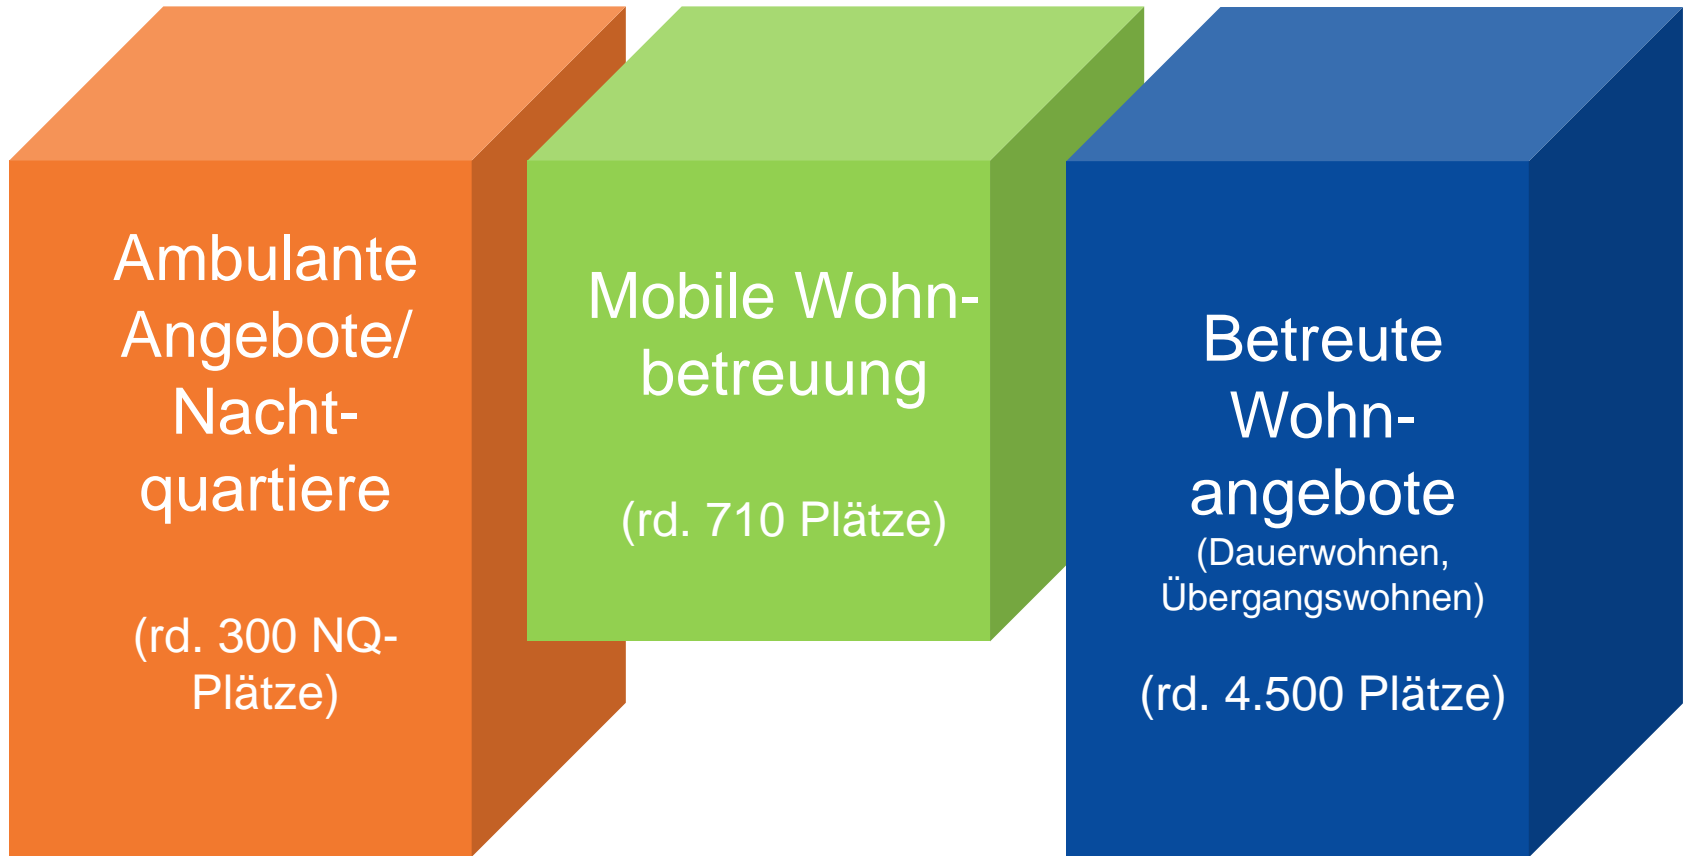 Ambulante
Angebote/
Nacht-
quartiere
(rd. 300 NQ-
Plätze)
Mobile Wohn-
betreuung
(rd. 710 Plätze)
Betreute
Wohn-
angebote
(Dauerwohnen,
Übergangswohnen)
(rd. 4.500 Plätze)